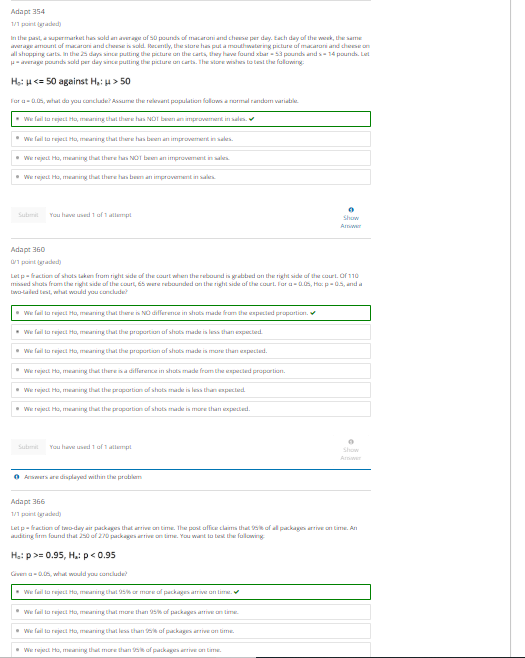 Adapt 354
1/1 point (graded)
In the past, a supermarket has sold an average of 50 pounds of macaroni and cheese per day. Each day of the week, the same
average amount of macaroni and cheese is sold. Recently, the store has put a mouthwatering picture of macaroni and cheese on
all shopping carts. In the 25 days since putting the picture on the carts, they have found xbar = 53 pounds and s = 14 pounds. Let
μ = average pounds sold per day since putting the picture on carts. The store wishes to test the following:
H₀: μ <= 50 against Hₐ: μ > 50
For α = 0.05, what do you conclude? Assume the relevant population follows a normal random variable.
We fail to reject Ho, meaning that there has NOT been an improvement in sales. ✔
We fail to reject Ho, meaning that there has been an improvement in sales.
We reject Ho, meaning that there has NOT been an improvement in sales.
We reject Ho, meaning that there has been an improvement in sales.
Submit You have used 1 of 1 attempt
Show
Answer
Adapt 360
0/1 point (graded)
Let p = fraction of shots taken from right side of the court when the rebound is grabbed on the right side of the court. Of 110
missed shots from the right side of the court, 65 were rebounded on the right side of the court. For α = 0.05, Ho: p = 0.5, and a
two-tailed test, what would you conclude?
We fail to reject Ho, meaning that there is NO difference in shots made from the expected proportion. ✔
We fail to reject Ho, meaning that the proportion of shots made is less than expected.
We fail to reject Ho, meaning that the proportion of shots made is more than expected.
We reject Ho, meaning that there is a difference in shots made from the expected proportion.
We reject Ho, meaning that the proportion of shots made is less than expected.
We reject Ho, meaning that the proportion of shots made is more than expected.
Submit You have used 1 of 1 attempt
Show
Answer
Answers are displayed within the problem
Adapt 366
1/1 point (graded)
Let p = fraction of two-day air packages that arrive on time. The post office claims that 95% of all packages arrive on time. An
auditing firm found that 250 of 270 packages arrive on time. You want to test the following:
H₀: p >= 0.95, Hₐ: p < 0.95
Given α = 0.05, what would you conclude?
We fail to reject Ho, meaning that 95% or more of packages arrive on time. ✔
We fail to reject Ho, meaning that more than 95% of packages arrive on time.
We fail to reject Ho, meaning that less than 95% of packages arrive on time.
We reject Ho, meaning that more than 95% of packages arrive on time.